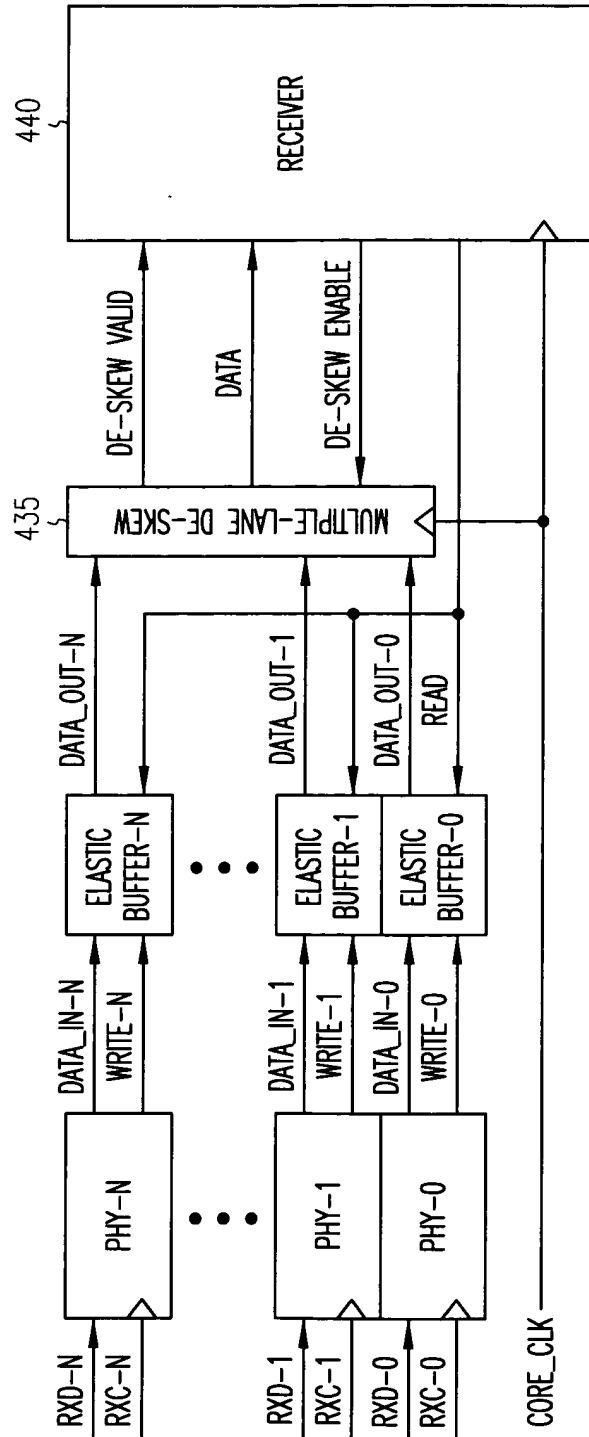 RXD-N
RXC-N
RXD-1
RXC-1
RXD-0
RXC-0
CORE_CLK
PHY-N
PHY-1
PHY-0
DATA_IN-N
WRITE-N
DATA_IN-1
WRITE-1
DATA_IN-0
WRITE-0
ELASTIC
BUFFER-N
ELASTIC
BUFFER-1
ELASTIC
BUFFER-0
DATA_OUT-N
DATA_OUT-1
DATA_OUT-0
READ
435
MULTIPLE-LANE DE-SKEW
DE-SKEW VALID
DATA
DE-SKEW ENABLE
440
RECEIVER